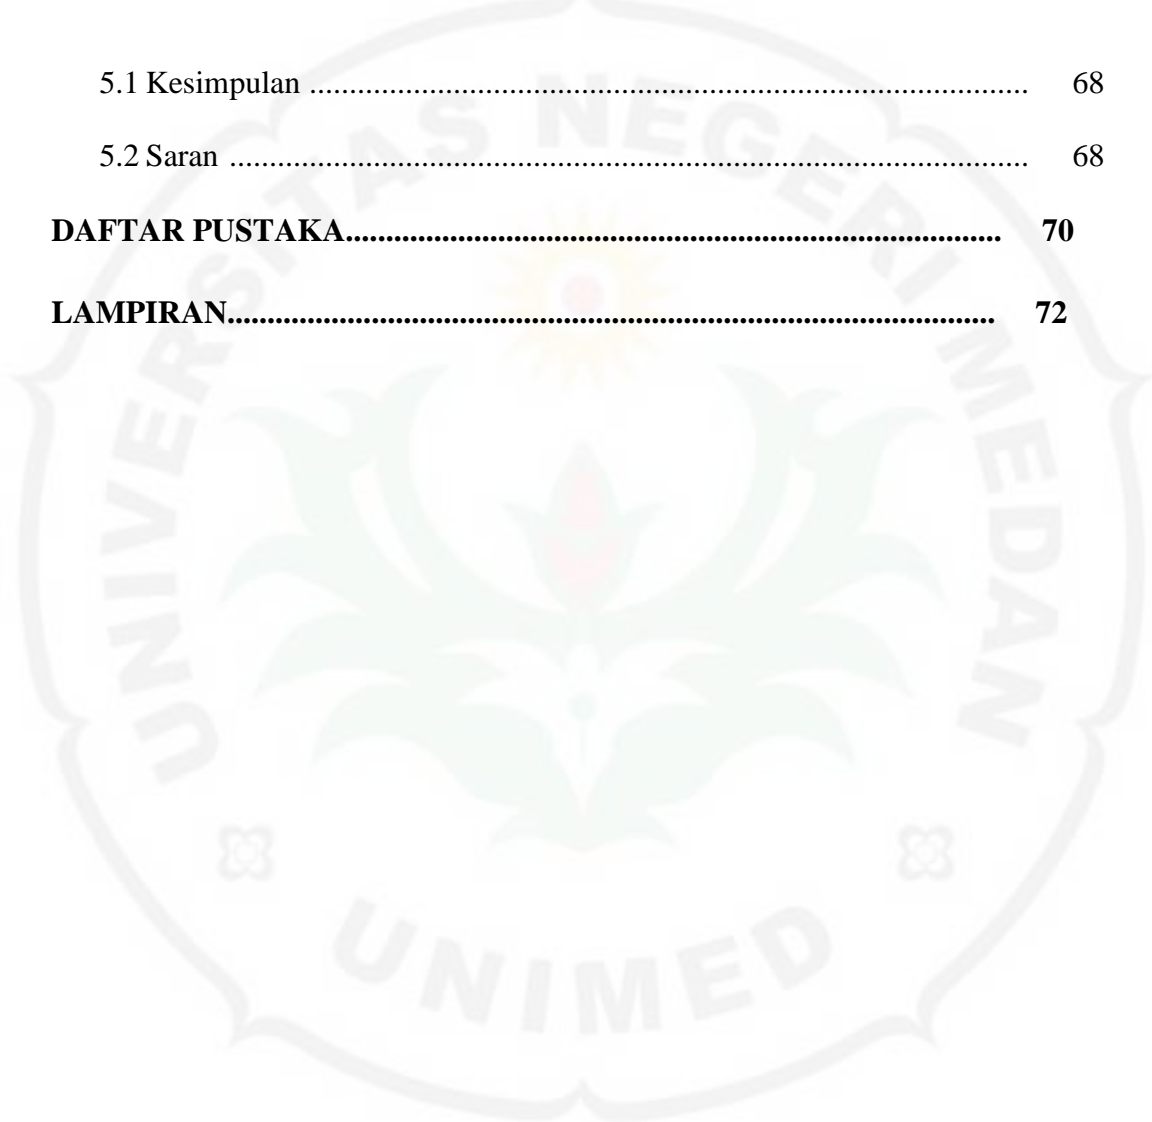 5.1 Kesimpulan .......................................................................................... 68
5.2 Saran .................................................................................................... 68
DAFTAR PUSTAKA.................................................................................. 70
LAMPIRAN................................................................................................ 72
UNIVERSITAS NEGERI MEDAN
UNIMED